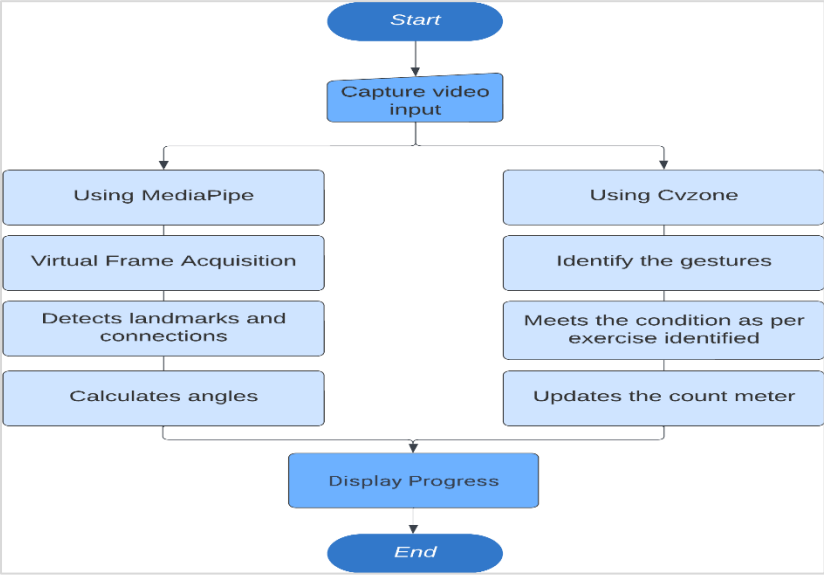 Start
Capture video
input
Using MediaPipe
Virtual Frame Acquisition
Detects landmarks and
connections
Calculates angles
Using Cvzone
Identify the gestures
Meets the condition as per
exercise identified
Updates the count meter
Display Progress
End